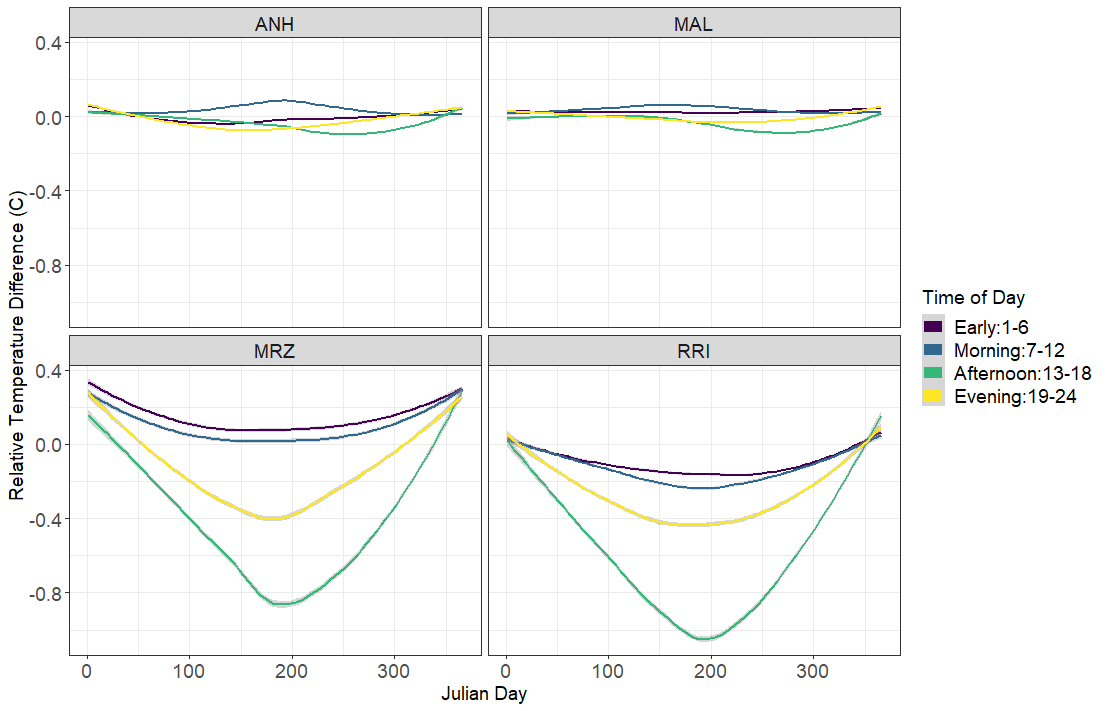 ANH
MAL
0.4
0.0
-0.4
-0.8
MRZ
RRI
0.4
0.0
-0.4
-0.8
0
100
200
300
0
100
200
300
Julian Day
Relative Temperature Difference (C)
Time of Day
Early:1-6
Morning:7-12
Afternoon:13-18
Evening:19-24